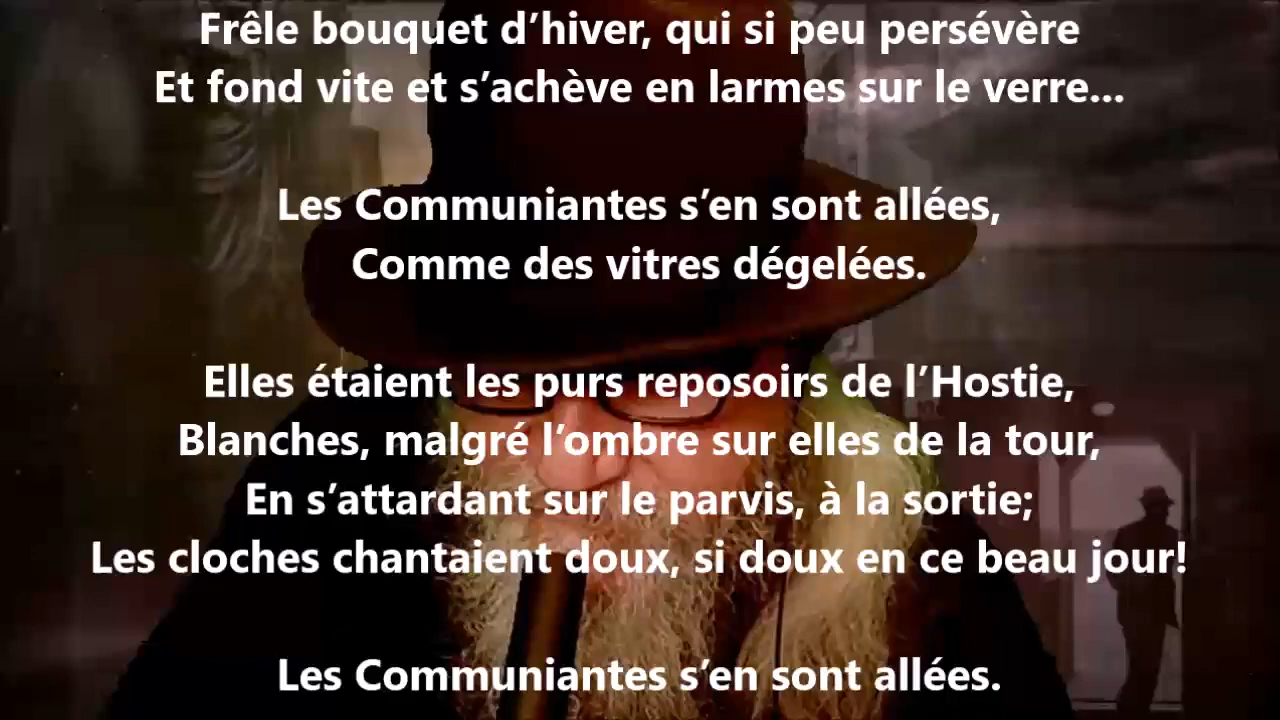 Frêle bouquet d’hiver, qui si peu persévère
Et fond vite et s’achève en larmes sur le verre...
Les Communiantes s’en sont allées,
Comme des vitres dégelées.
Elles étaient les purs reposoirs de l’Hostie,
Blanches, malgré l’ombre sur elles de la tour,
En s’attardant sur le parvis, à la sortie;
Les cloches chantaient doux, si doux en ce beau jour!
Les Communiantes s’en sont allées.